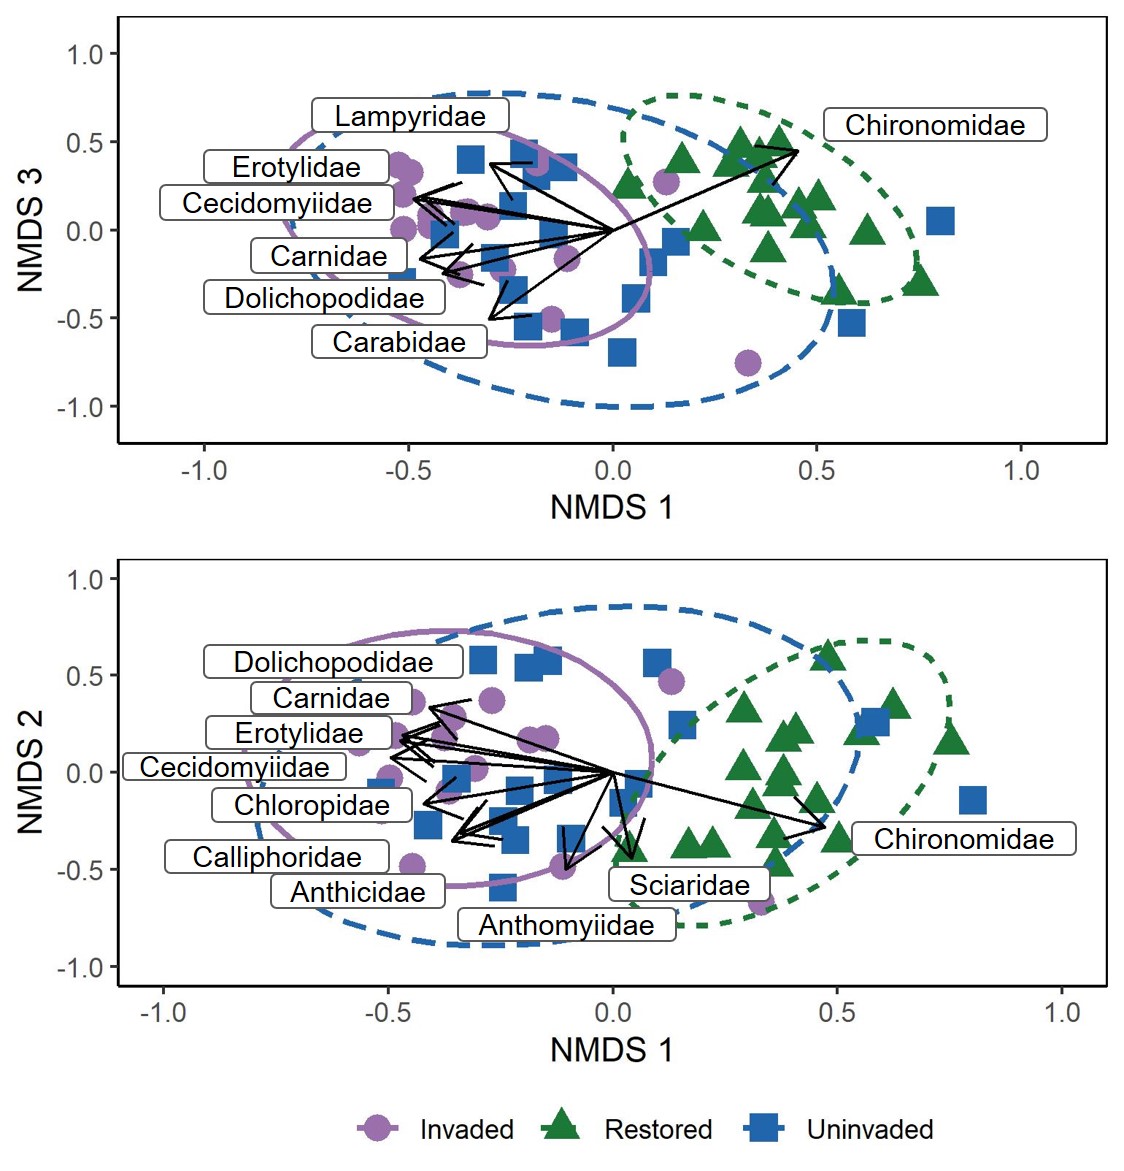 1.0
Lampyridae
Chironomidae
0.5
Erotylidae
Cecidomyiidae
NMDS 3
0.0
Carnidae
Dolichopodidae
-0.5
Carabidae
-1.0
-1.0 -0.5 0.0 0.5 1.0
NMDS 1
1.0
Dolichopodidae
0.5
Carnidae
Erotylidae
NMDS 2
0.0
Cecidomyiidae
Chloropidae
Chironomidae
Calliphoridae
-0.5
Sciaridae
Anthicidae
Anthomyiidae
-1.0
-1.0 -0.5 0.0 0.5 1.0
NMDS 1
Invaded Restored Uninvaded